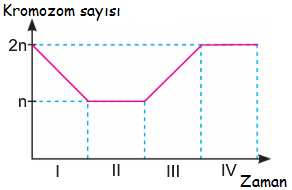 Kromozom sayısı
2n
n
I II III IV
Zaman